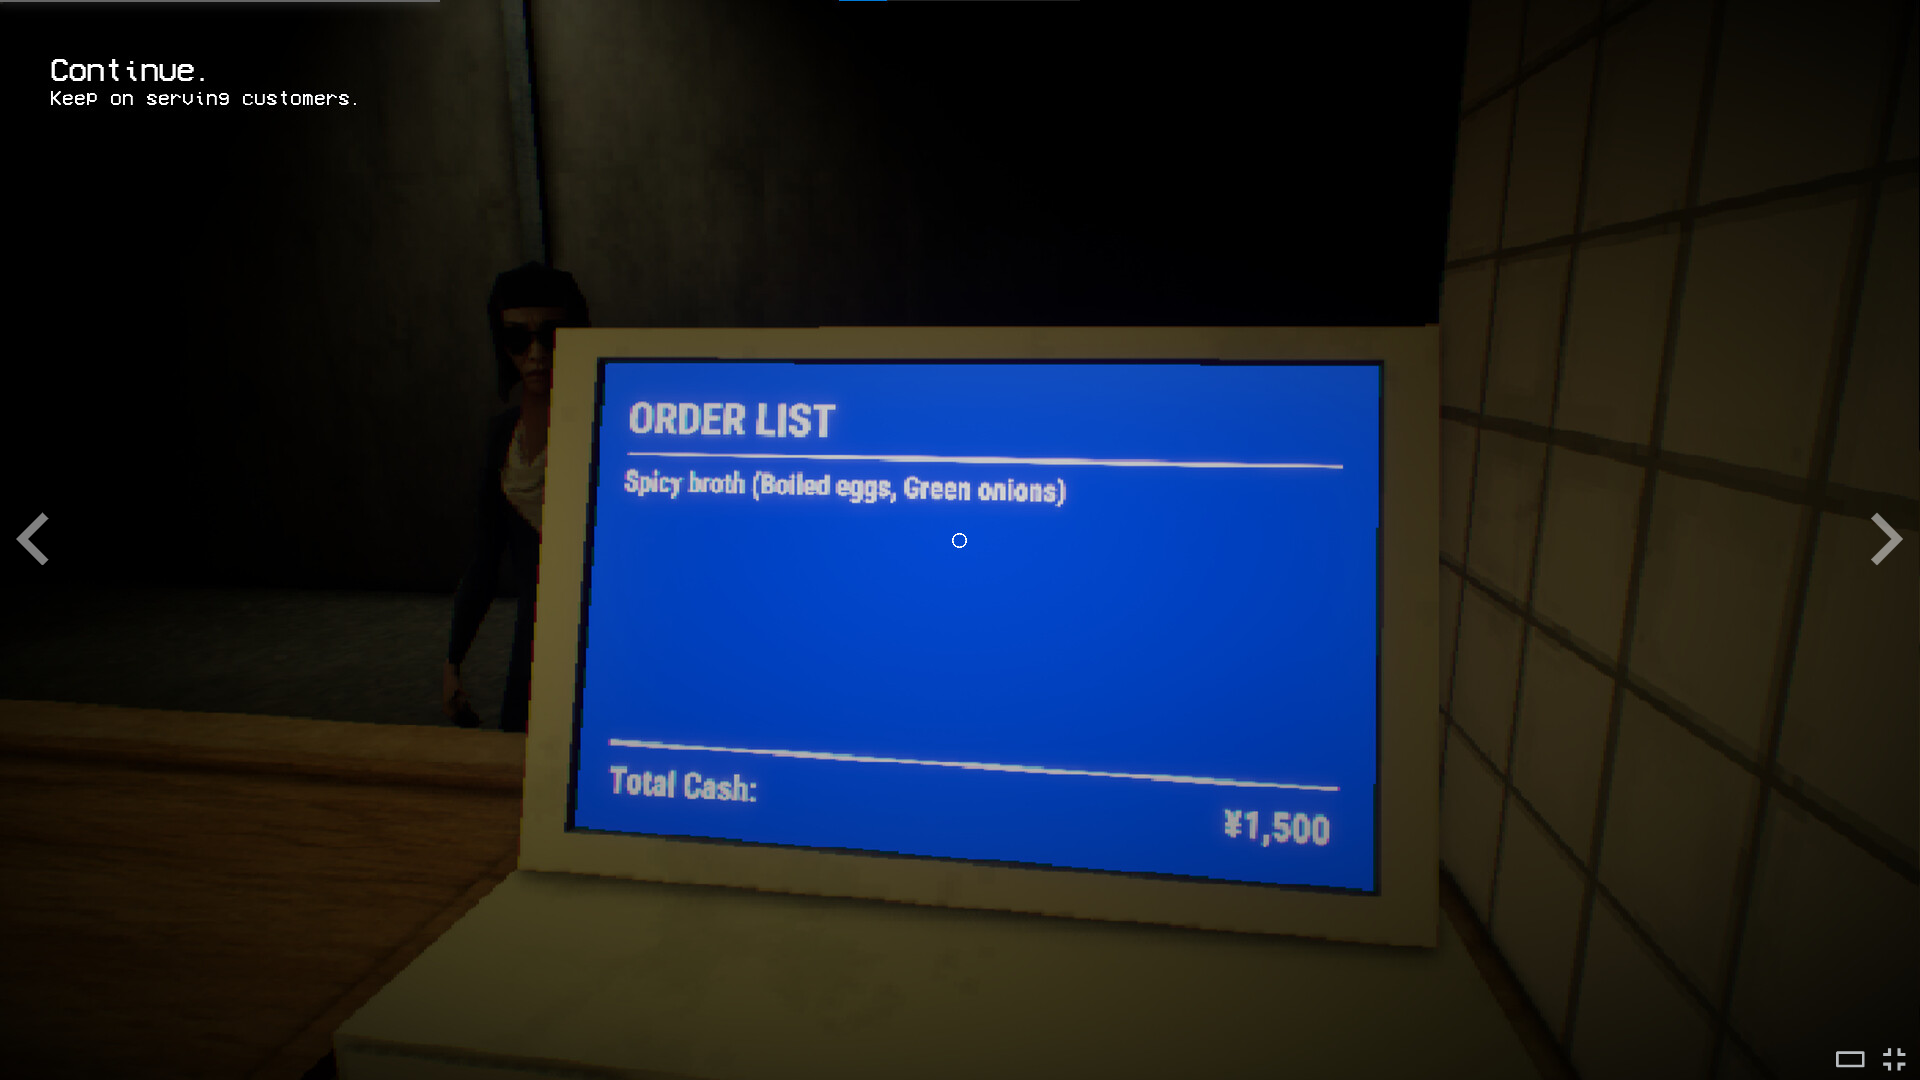 Continue.
Keep on serving customers.
ORDER LIST
Spicy broth (Boiled eggs, Green onions)
Total Cash:
¥1,500